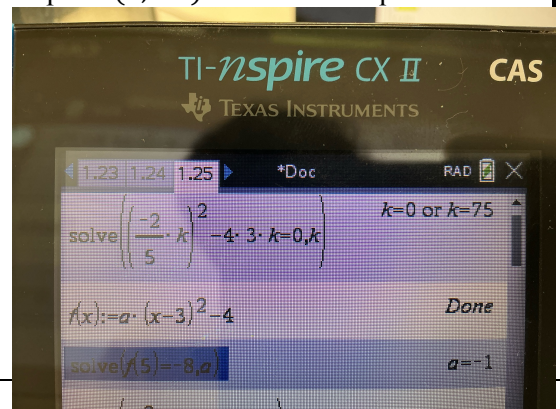 TI-nspire CX II CAS
TEXAS INSTRUMENTS
1.23 1.24 1.25 *Doc RAD
solve((-2/5·k)^2-4·3·k=0,k) k=0 or k=75
f(x):=a·(x-3)^2-4 Done
solve(f(5)=-8,a) a=-1